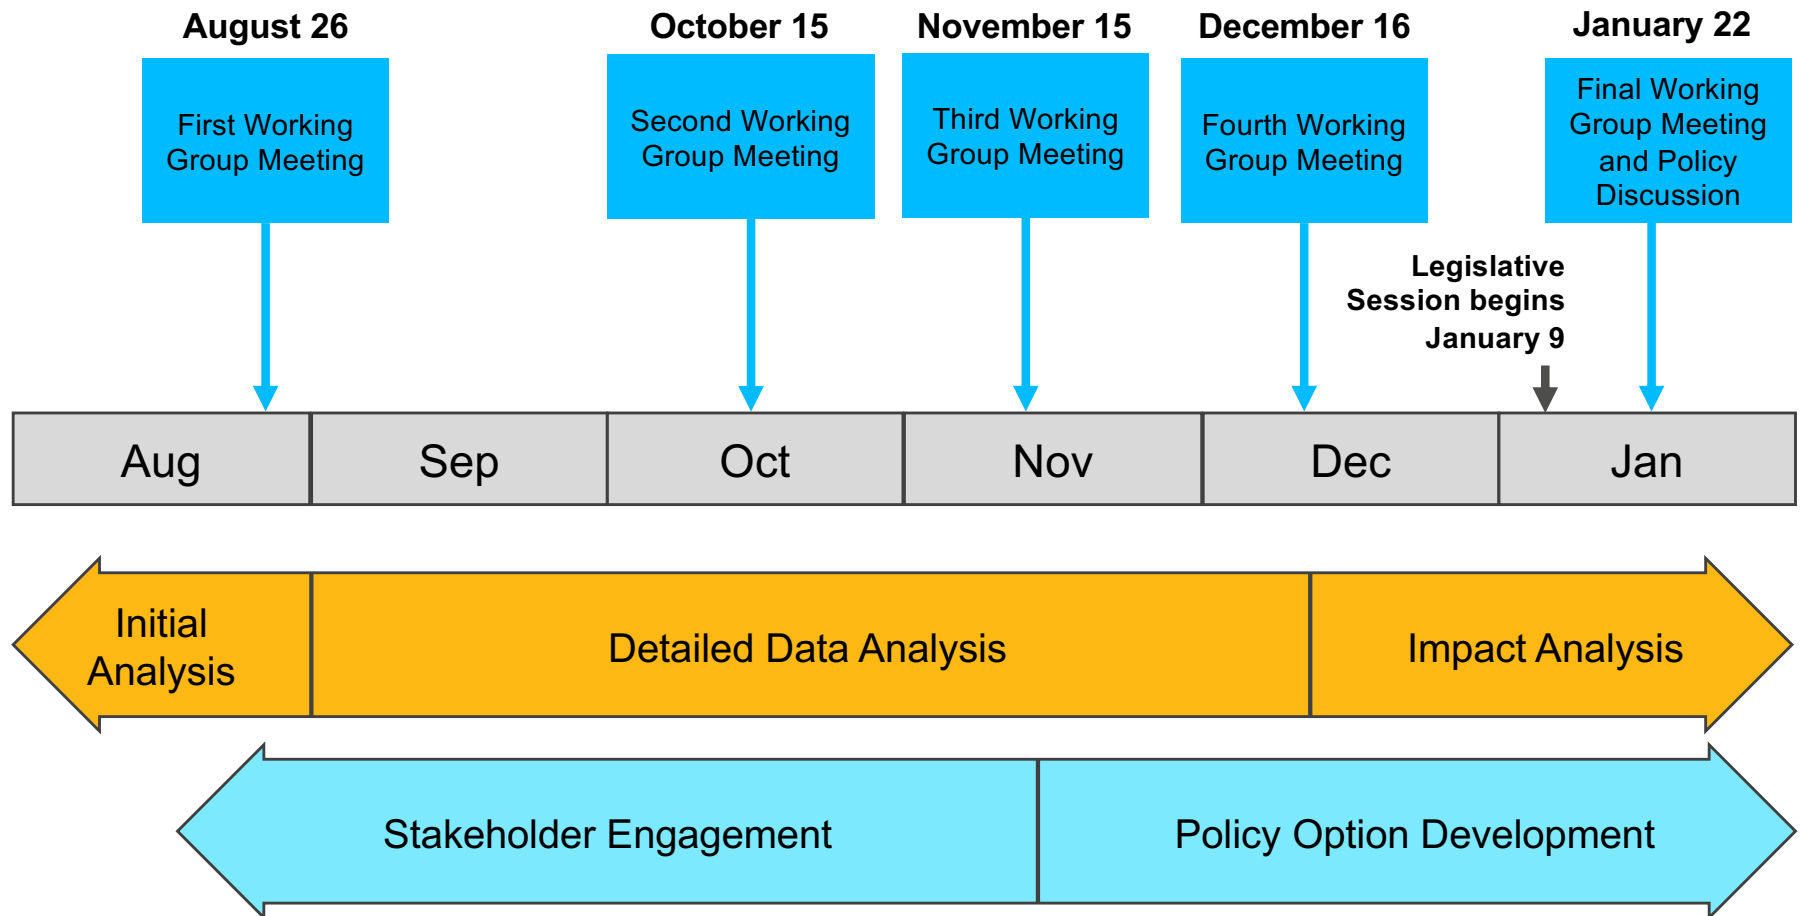 August 26
October 15
November 15
December 16
January 22
First Working
Group Meeting
Second Working
Group Meeting
Third Working
Group Meeting
Fourth Working
Group Meeting
Final Working
Group Meeting
and Policy
Discussion
Legislative
Session begins
January 9
Aug
Sep
Oct
Nov
Dec
Jan
Initial
Analysis
Detailed Data Analysis
Impact Analysis
Stakeholder Engagement
Policy Option Development